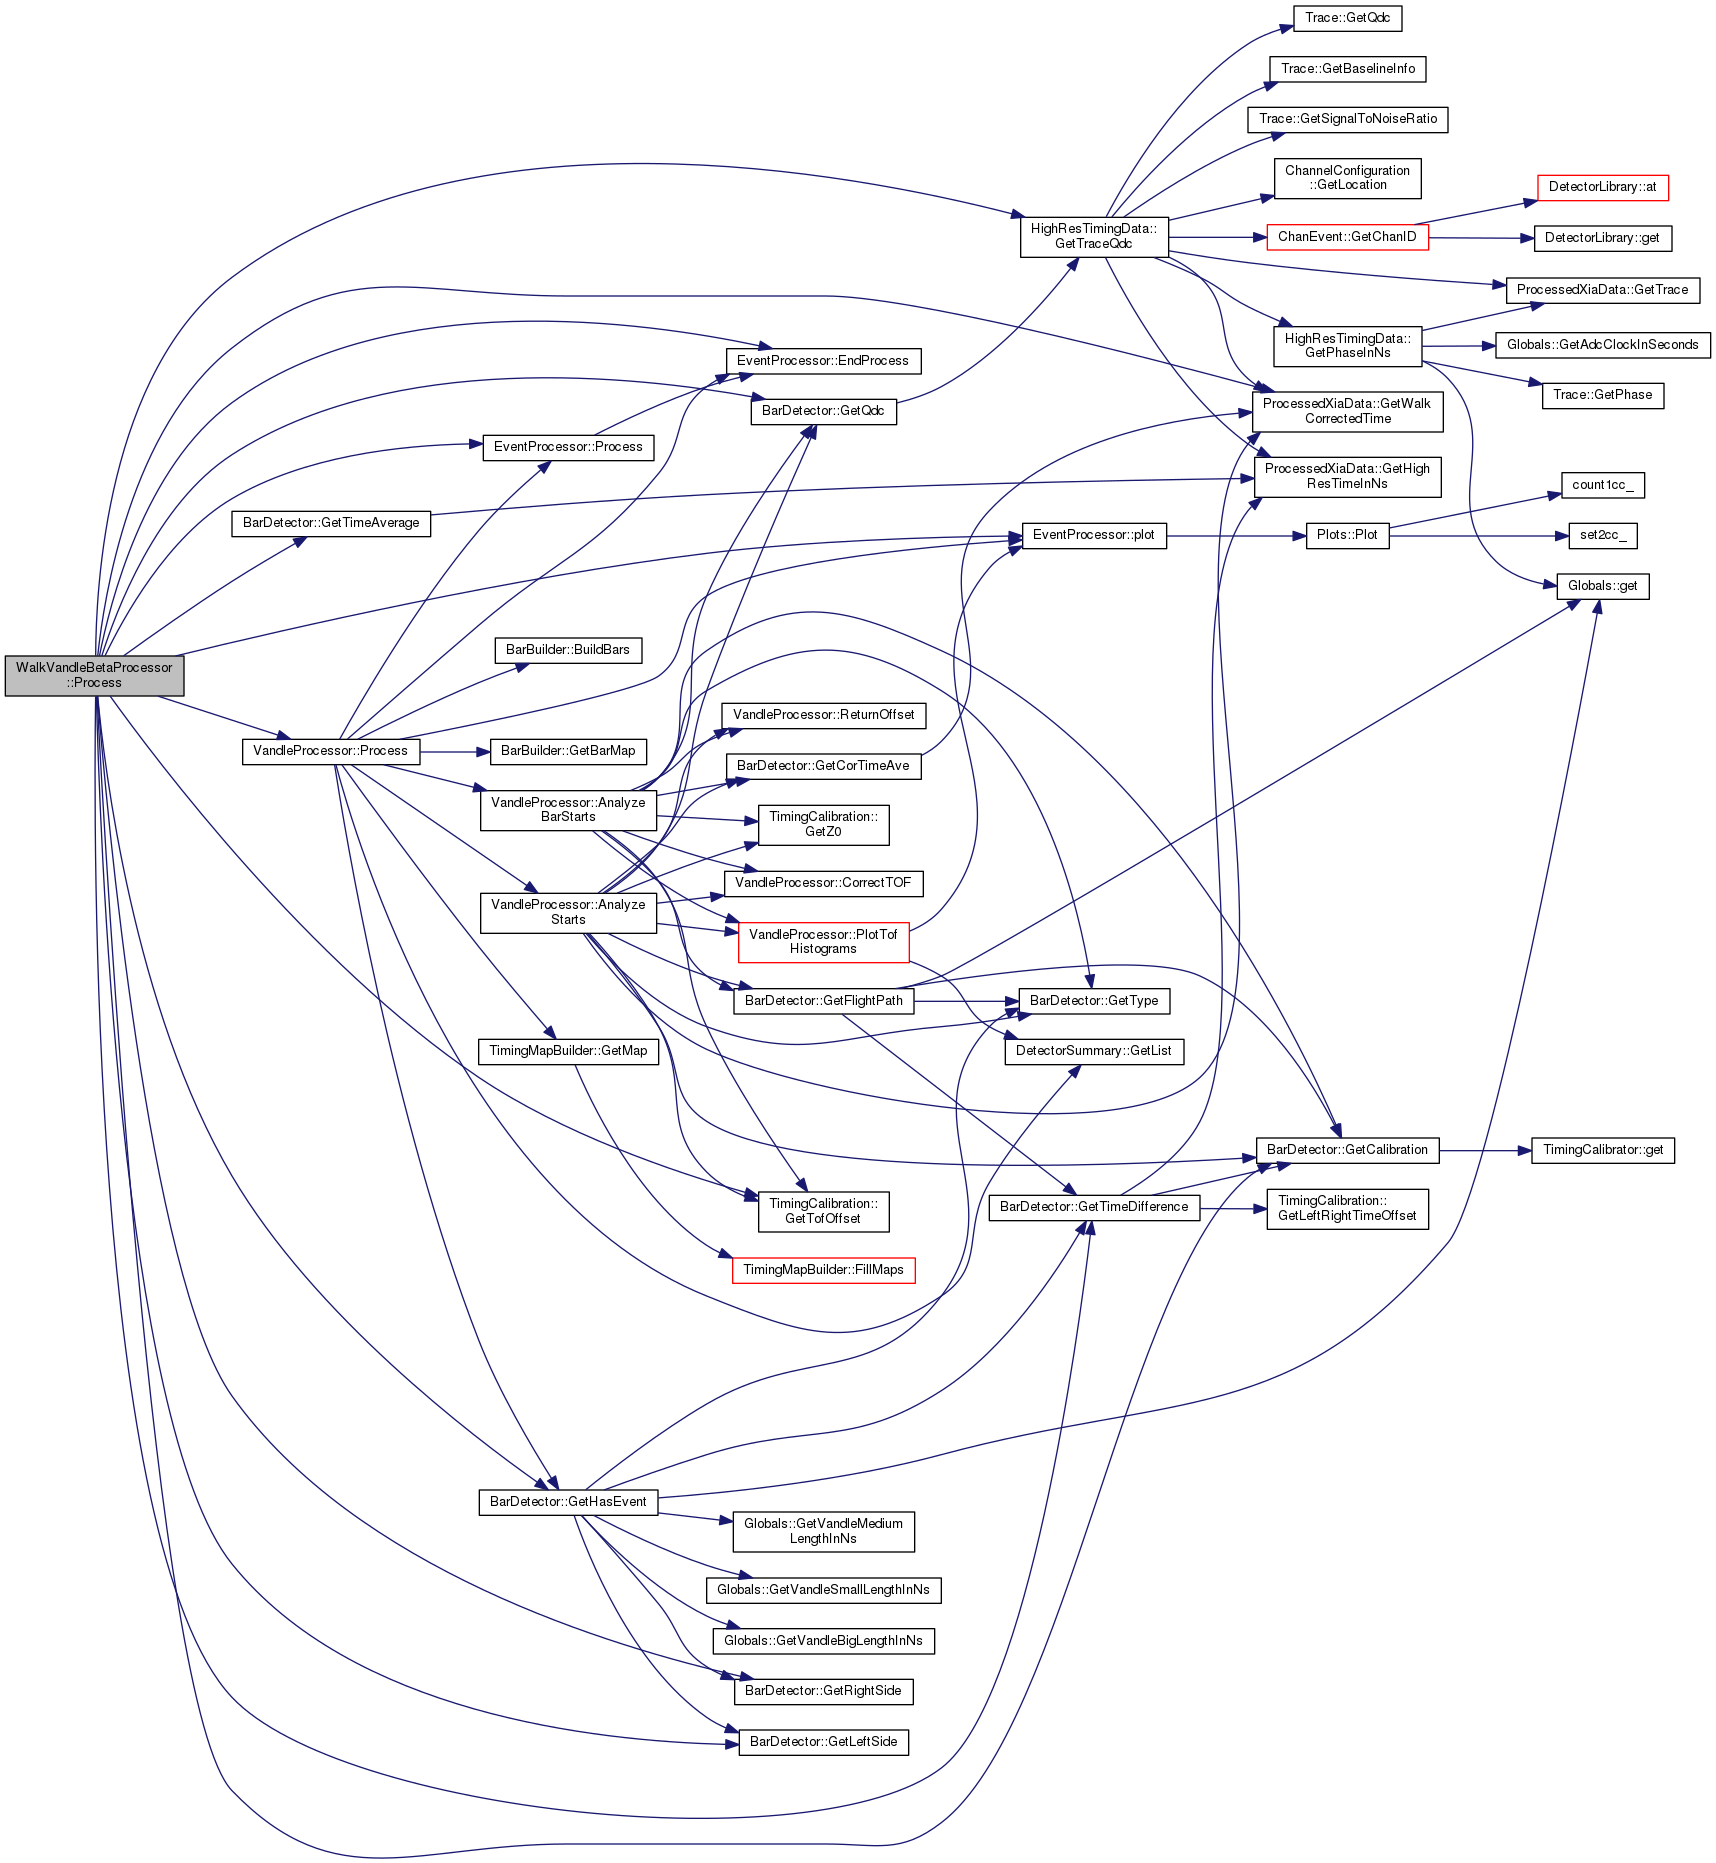 Trace::GetQdc
Trace::GetBaselineInfo
Trace::GetSignalToNoiseRatio
ChannelConfiguration
::GetLocation
DetectorLibrary::at
HighResTimingData::
GetTraceQdc
ChanEvent::GetChanID
DetectorLibrary::get
ProcessedXiaData::GetTrace
HighResTimingData::
GetPhaseInNs
Globals::GetAdcClockInSeconds
EventProcessor::EndProcess
Trace::GetPhase
BarDetector::GetQdc
ProcessedXiaData::GetWalk
CorrectedTime
EventProcessor::Process
ProcessedXiaData::GetHigh
ResTimeInNs
count1cc_
BarDetector::GetTimeAverage
EventProcessor::plot
Plots::Plot
set2cc_
Globals::get
BarBuilder::BuildBars
WalkVandleBetaProcessor
::Process
VandleProcessor::ReturnOffset
VandleProcessor::Process
BarBuilder::GetBarMap
BarDetector::GetCorTimeAve
VandleProcessor::Analyze
BarStarts
TimingCalibration::
GetZ0
VandleProcessor::CorrectTOF
VandleProcessor::Analyze
Starts
VandleProcessor::PlotTof
Histograms
BarDetector::GetFlightPath
BarDetector::GetType
TimingMapBuilder::GetMap
DetectorSummary::GetList
BarDetector::GetCalibration
TimingCalibrator::get
TimingCalibration::
GetTofOffset
BarDetector::GetTimeDifference
TimingCalibration::
GetLeftRightTimeOffset
TimingMapBuilder::FillMaps
BarDetector::GetHasEvent
Globals::GetVandleMedium
LengthInNs
Globals::GetVandleSmallLengthInNs
Globals::GetVandleBigLengthInNs
BarDetector::GetRightSide
BarDetector::GetLeftSide